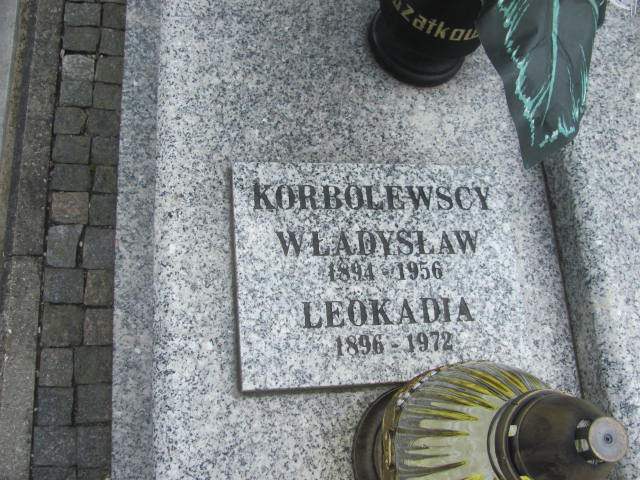 KORBOLEWSCY
WŁADYSŁAW
1894 - 1956
LEOKADIA
1896 - 1972